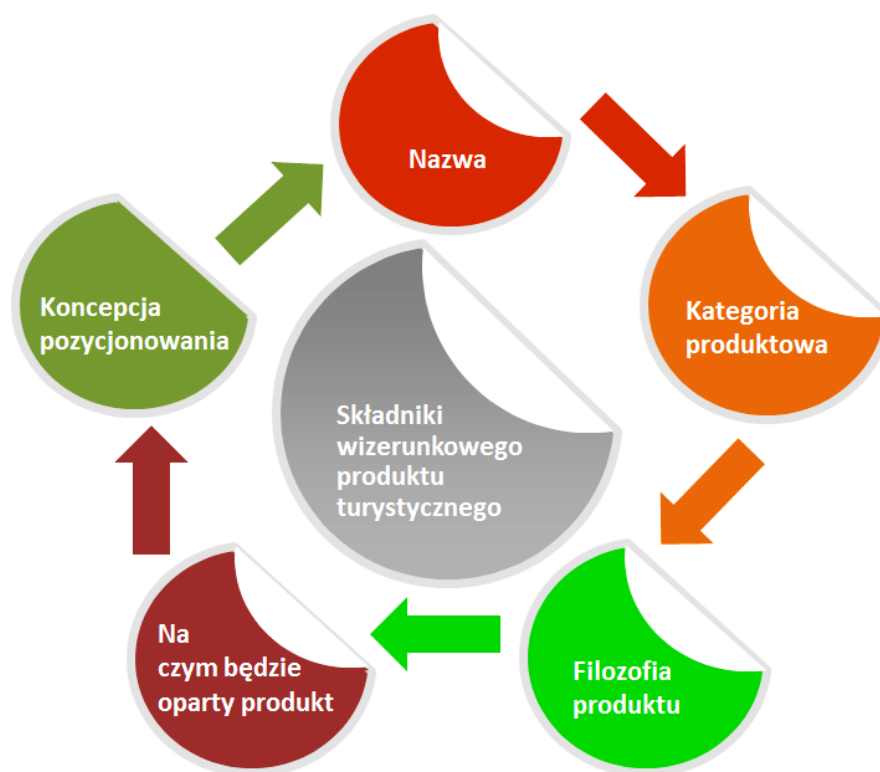 Nazwa
Kategoria
produktowa
Filozofia
produktu
Na
czym będzie
oparty produkt
Koncepcja
pozycjonowania
Składniki
wizerunkowego
produktu
turystycznego